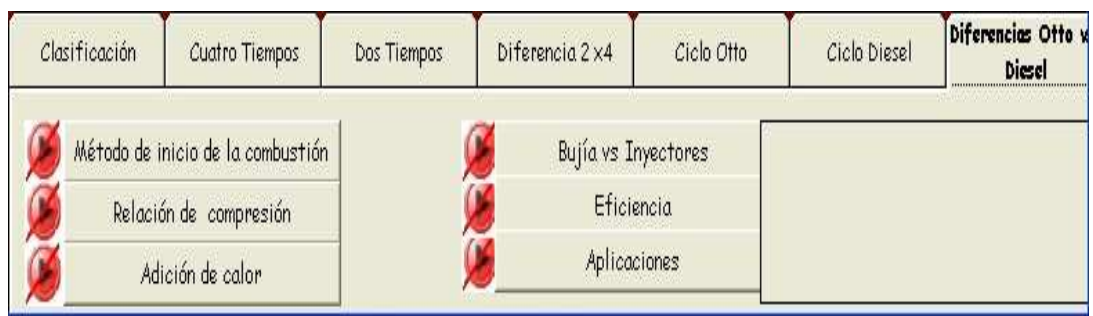 Clasificación
Cuatro Tiempos
Dos Tiempos
Diferencia 2 x4
Ciclo Otto
Ciclo Diesel
Diferencias Otto v
Diesel
Método de inicio de la combustión
Relación de compresión
Adición de calor
Bujía vs Inyectores
Eficiencia
Aplicaciones